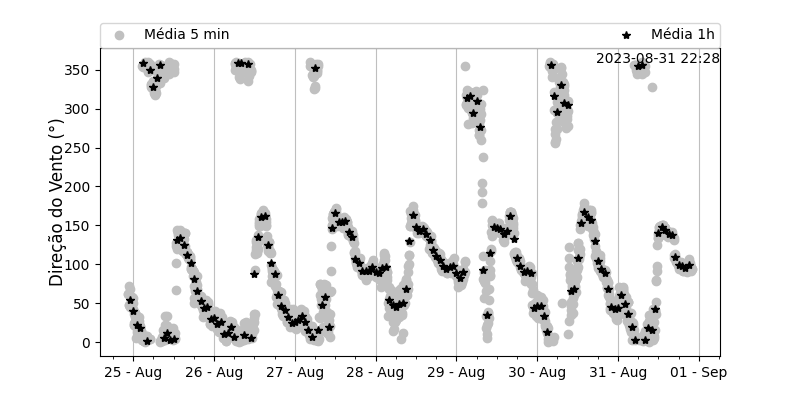 Média 5 min
Média 1h
2023-08-31 22:28
Direção do Vento (°)
350
300
250
200
150
100
50
0
25 - Aug
26 - Aug
27 - Aug
28 - Aug
29 - Aug
30 - Aug
31 - Aug
01 - Sep